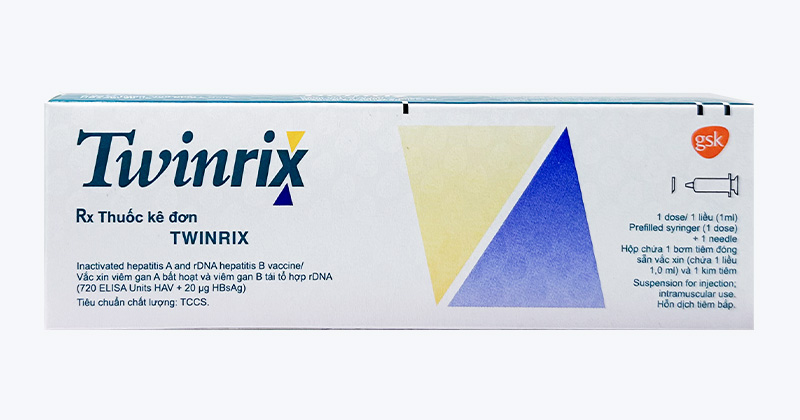 Twinrix
gsk
Rx Thuốc kê đơn
TWINRIX
Inactivated hepatitis A and rDNA hepatitis B vaccine/
Vắc xin viêm gan A bất hoạt và viêm gan B tái tổ hợp rDNA
(720 ELISA Units HAV + 20 µg HBsAg)
Tiêu chuẩn chất lượng: TCCS.
1 dose/ 1 liều (1ml)
Prefilled syringer (1 dose)
+ 1 needle
Hộp chứa 1 bơm tiêm đóng
sẵn vắc xin (chứa 1 liều
1,0 ml) và 1 kim tiêm
Suspension for injection;
intramuscular use.
Hỗn dịch tiêm bắp.